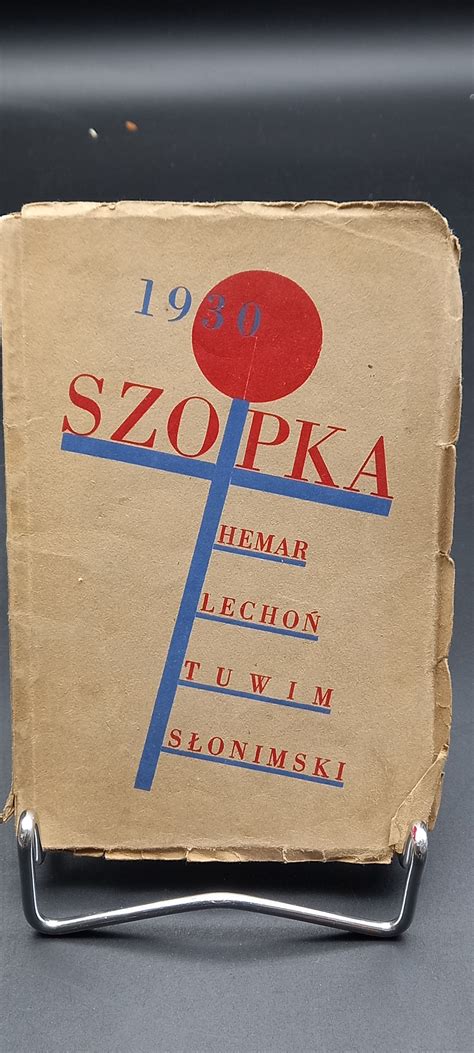 1930
SZOPKA
HEMAR
LECHOŃ
TUWIM
SŁONIMSKI